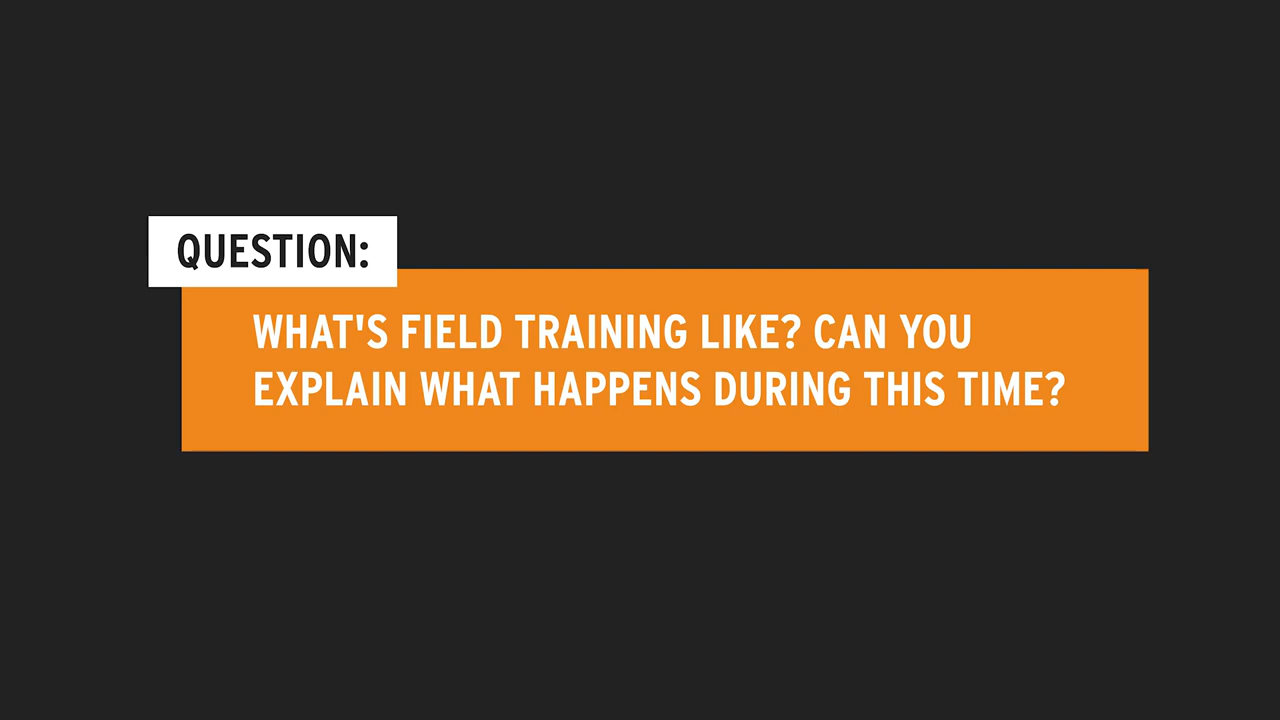 QUESTION:
WHAT'S FIELD TRAINING LIKE? CAN YOU
EXPLAIN WHAT HAPPENS DURING THIS TIME?